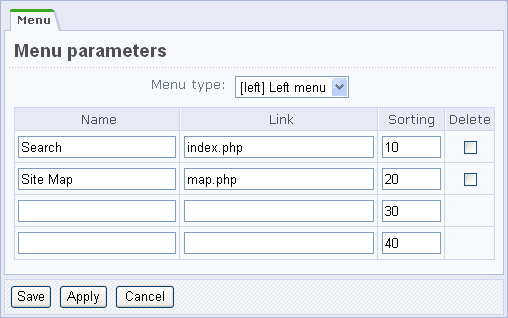 Menu
Menu parameters
Menu type: [left] Left menu
Name Link Sorting Delete
Search index.php 10
Site Map map.php 20
30
40
Save Apply Cancel